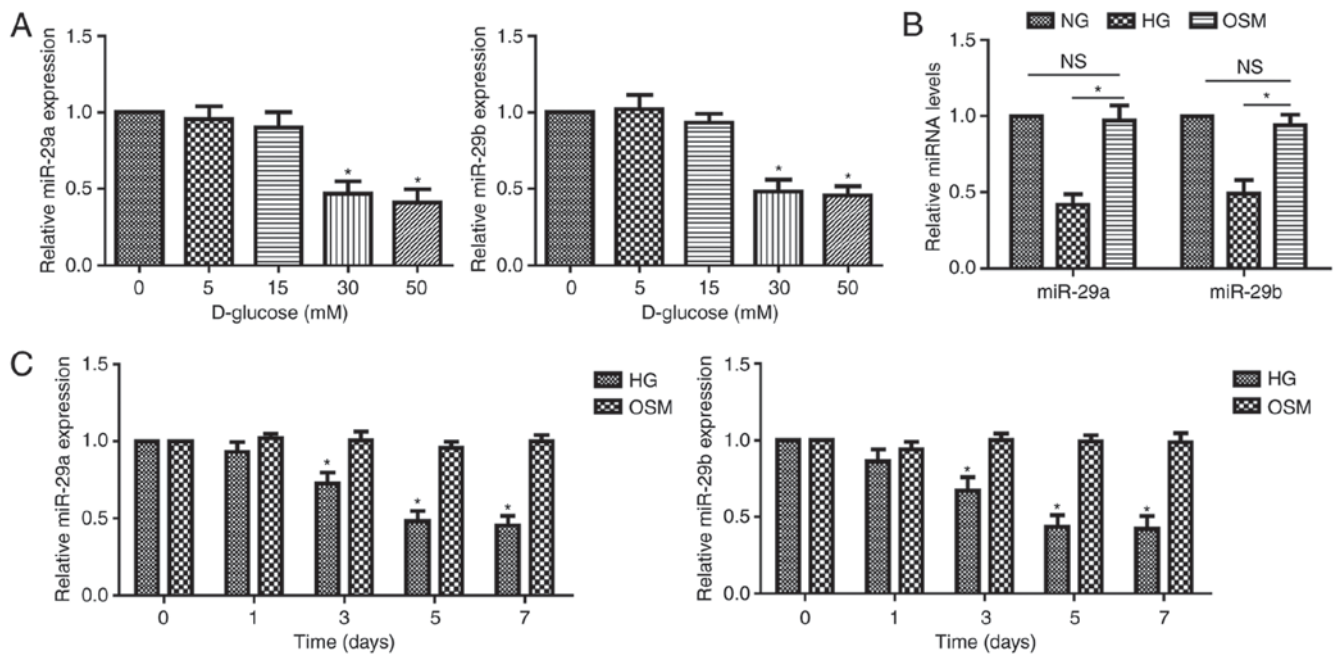 A
Relative miR-29a expression
1.5
1.0
0.5
0.0
*
*
0 5 15 30 50
D-glucose (mM)
Relative miR-29b expression
1.5
1.0
0.5
0.0
*
*
0 5 15 30 50
D-glucose (mM)
B
NG HG OSM
Relative miRNA levels
1.5
1.0
0.5
0.0
NS
*
NS
*
miR-29a miR-29b
C
Relative miR-29a expression
1.5
1.0
0.5
0.0
HG
OSM
*
*
*
0 1 3 5 7
Time (days)
Relative miR-29b expression
1.5
1.0
0.5
0.0
HG
OSM
*
*
*
0 1 3 5 7
Time (days)